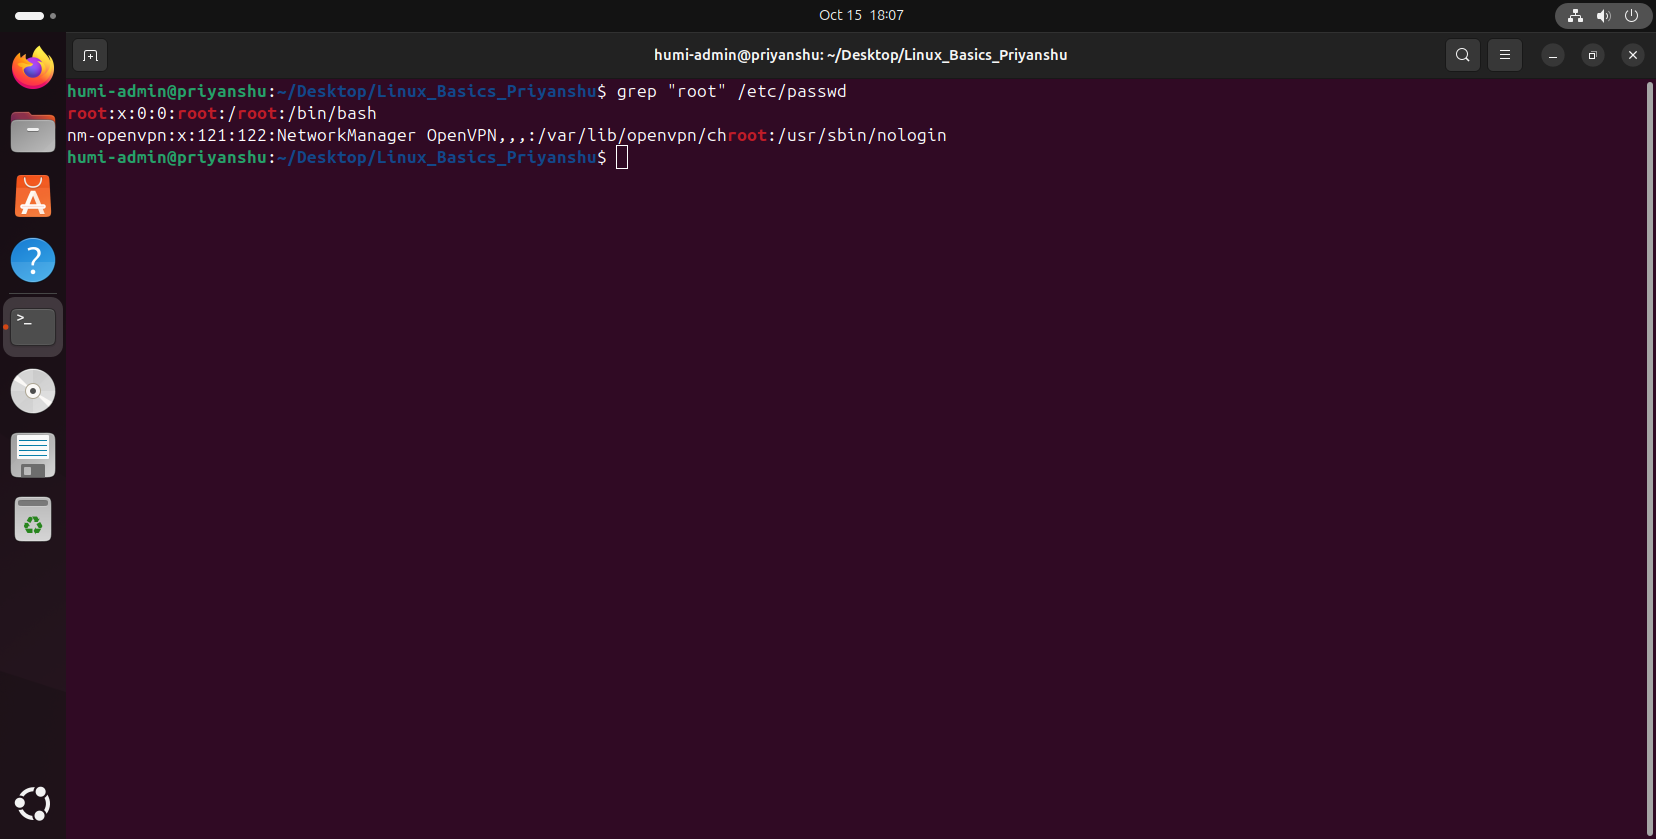 Oct 15 18:07
humi-admin@priyanshu: ~/Desktop/Linux_Basics_Priyanshu
humi-admin@priyanshu:~/Desktop/Linux_Basics_Priyanshu$ grep "root" /etc/passwd
root:x:0:0:root:/root:/bin/bash
nm-openvpn:x:121:122:NetworkManager OpenVPN,,,:/var/lib/openvpn/chroot:/usr/sbin/nologin
humi-admin@priyanshu:~/Desktop/Linux_Basics_Priyanshu$